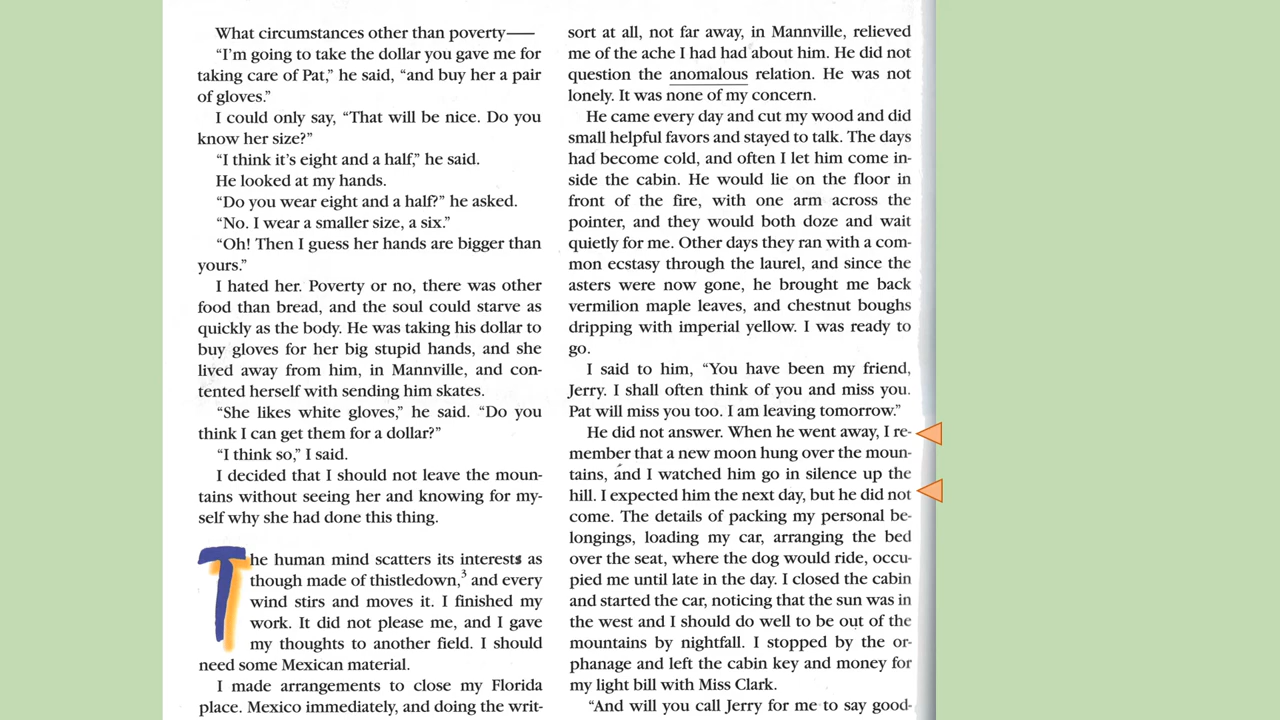 What circumstances other than poverty—
“I’m going to take the dollar you gave me for
taking care of Pat,” he said, “and buy her a pair
of gloves.”
I could only say, “That will be nice. Do you
know her size?”
“I think it’s eight and a half,” he said.
He looked at my hands.
“Do you wear eight and a half?” he asked.
“No. I wear a smaller size, a six.”
“Oh! Then I guess her hands are bigger than
yours.”
I hated her. Poverty or no, there was other
food than bread, and the soul could starve as
quickly as the body. He was taking his dollar to
buy gloves for her big stupid hands, and she
lived away from him, in Mannville, and con-
tented herself with sending him skates.
“She likes white gloves,” he said. “Do you
think I can get them for a dollar?”
“I think so,” I said.
I decided that I should not leave the moun-
tains without seeing her and knowing for my-
self why she had done this thing.
The human mind scatters its interests as
though made of thistledown,³ and every
wind stirs and moves it. I finished my
work. It did not please me, and I gave
my thoughts to another field. I should
need some Mexican material.
I made arrangements to close my Florida
place. Mexico immediately, and doing the writ-
sort at all, not far away, in Mannville, relieved
me of the ache I had had about him. He did not
question the anomalous relation. He was not
lonely. It was none of my concern.
He came every day and cut my wood and did
small helpful favors and stayed to talk. The days
had become cold, and often I let him come in-
side the cabin. He would lie on the floor in
front of the fire, with one arm across the
pointer, and they would both doze and wait
quietly for me. Other days they ran with a com-
mon ecstasy through the laurel, and since the
asters were now gone, he brought me back
vermilion maple leaves, and chestnut boughs
dripping with imperial yellow. I was ready to
go.
I said to him, “You have been my friend,
Jerry. I shall often think of you and miss you.
Pat will miss you too. I am leaving tomorrow.”
He did not answer. When he went away, I re-
member that a new moon hung over the moun-
tains, and I watched him go in silence up the
hill. I expected him the next day, but he did not
come. The details of packing my personal be-
longings, loading my car, arranging the bed
over the seat, where the dog would ride, occu-
pied me until late in the day. I closed the cabin
and started the car, noticing that the sun was in
the west and I should do well to be out of the
mountains by nightfall. I stopped by the or-
phanage and left the cabin key and money for
my light bill with Miss Clark.
“And will you call Jerry for me to say good-